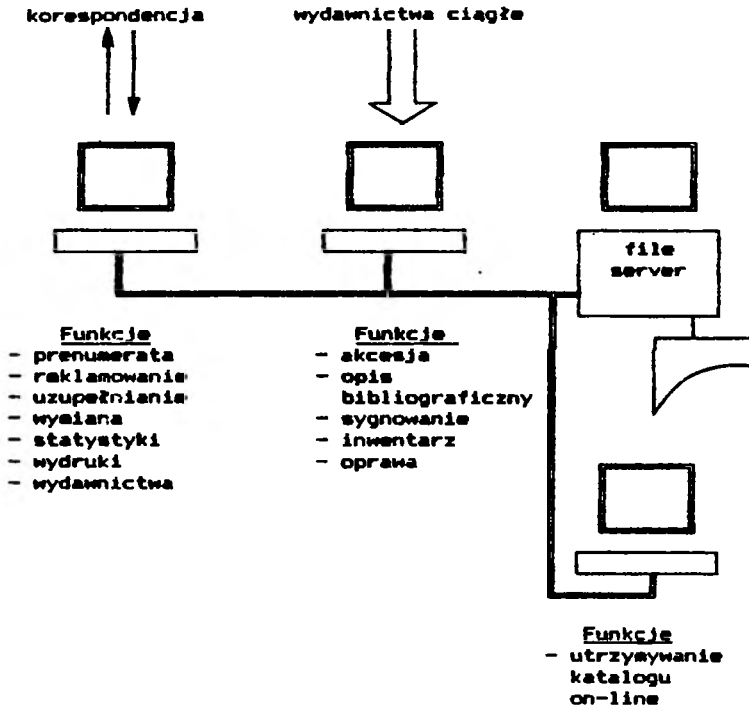 korespondencja
wydawnictwa ciągłe
file
server
Funkcje
- prenumerata
- reklamowanie
- uzupełnianie
- wymiana
- statystyki
- wydruki
- wydawnictwa
Funkcje
- akcesja
- opis
bibliograficzny
- sygnowanie
- inwentarz
- oprawa
Funkcje
- utrzymywanie
katalogu
on-line